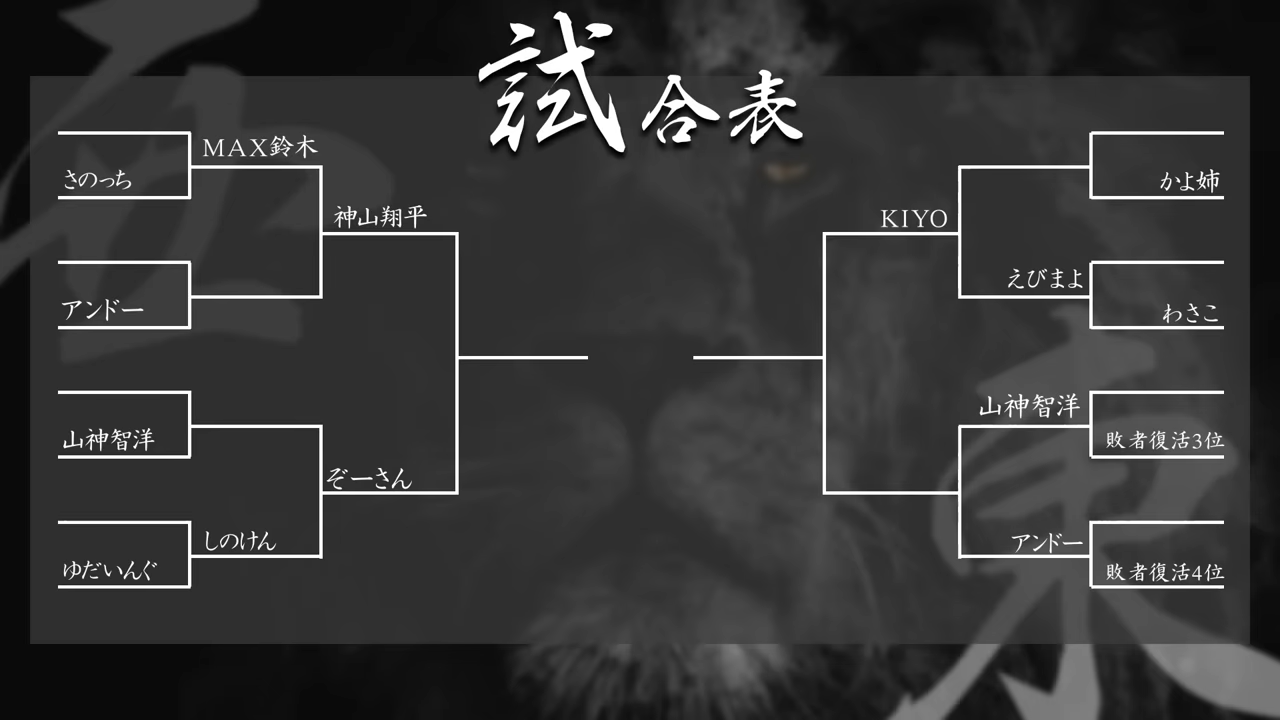 試合表
西
東
MAX鈴木
さのっち
神山翔平
アンドー
山神智洋
ぞーさん
しのけん
ゆだいんぐ
かよ姉
KIYO
えびまよ
わさこ
山神智洋
敗者復活3位
アンドー
敗者復活4位